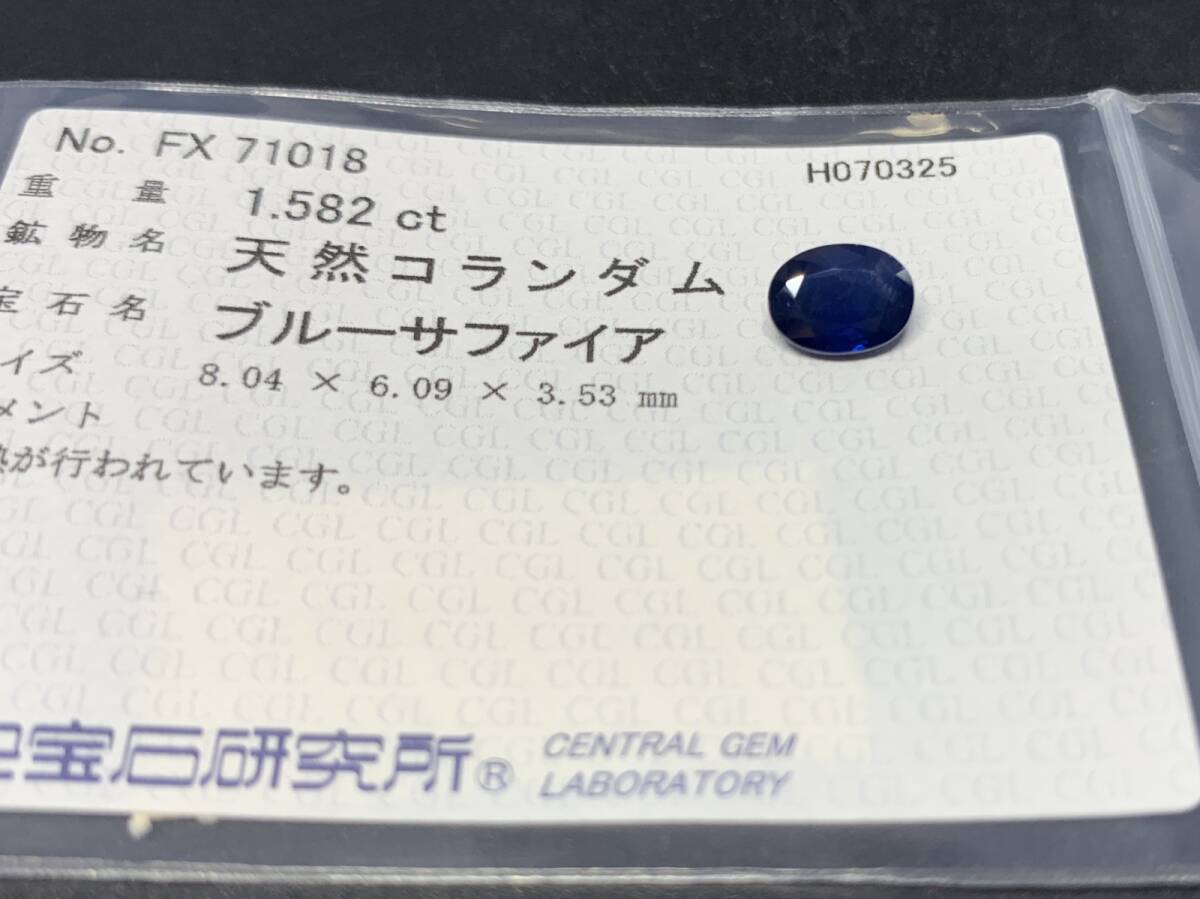 No. FX 71018
H070325
重量 1.582 ct
鉱物名 天然コランダム
宝石名 ブルーサファイア
イズ 8.04 × 6.09 × 3.53 mm
メント
が行われています。
宝石研究所® CENTRAL GEM
LABORATORY